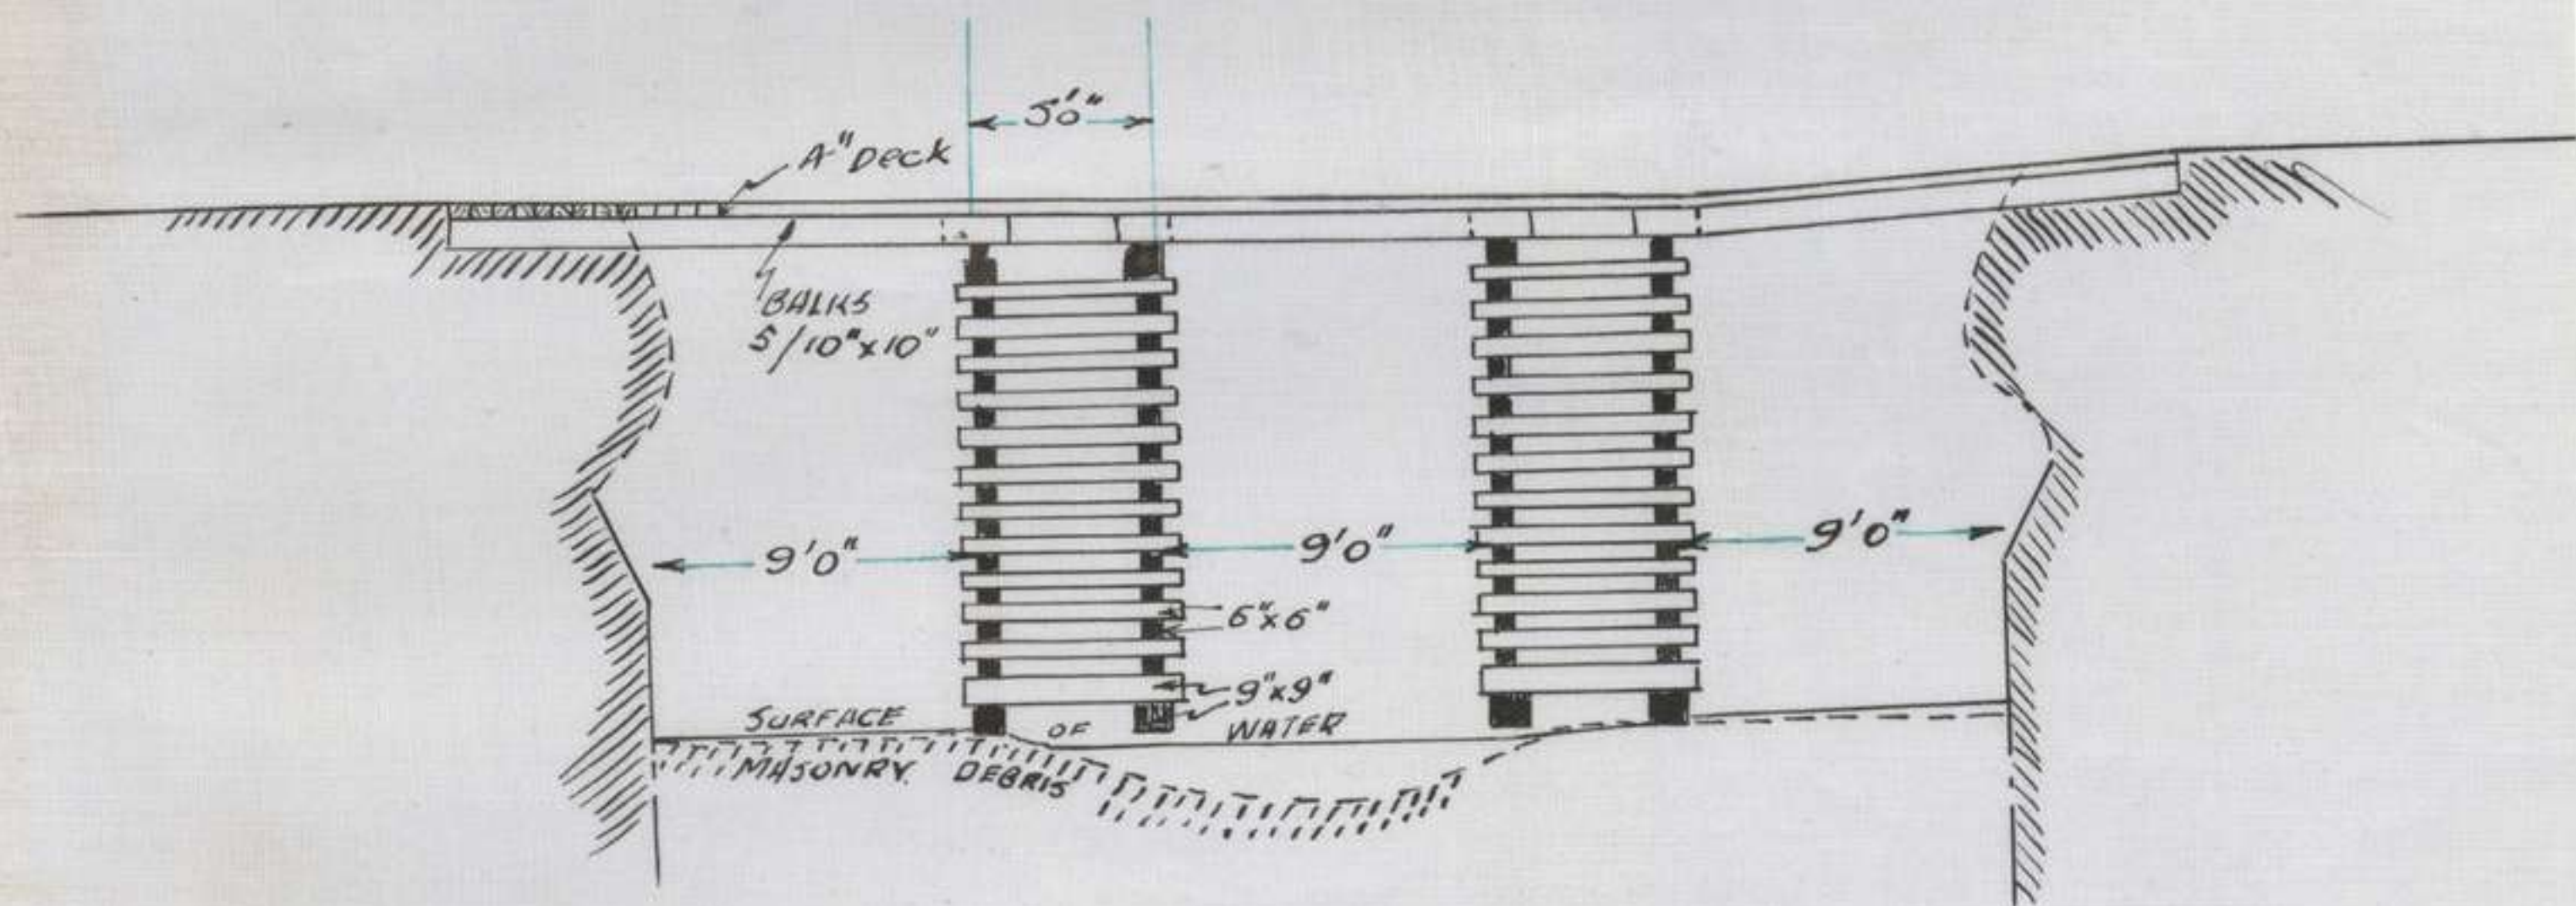 5'0"
4" Deck
BALKS
5/10"x10"
9'0"
9'0"
9'0"
6"x6"
9"x9"
SURFACE OF WATER
MASONRY DEBRIS